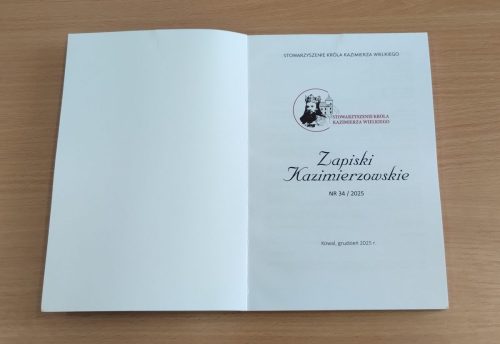 STOWARZYSZENIE KRÓLA KAZIMIERZA WIELKIEGO
STOWARZYSZENIE KRÓLA
KAZIMIERZA WIELKIEGO
Zapiski
Kazimierzowskie
NR 34 / 2025
Kowal, grudzień 2025 r.